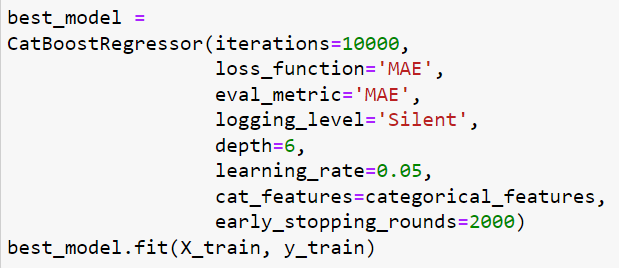 best_model =
CatBoostRegressor(iterations=10000,
                  loss_function='MAE',
                  eval_metric='MAE',
                  logging_level='Silent',
                  depth=6,
                  learning_rate=0.05,
                  cat_features=categorical_features,
                  early_stopping_rounds=2000)
best_model.fit(X_train, y_train)